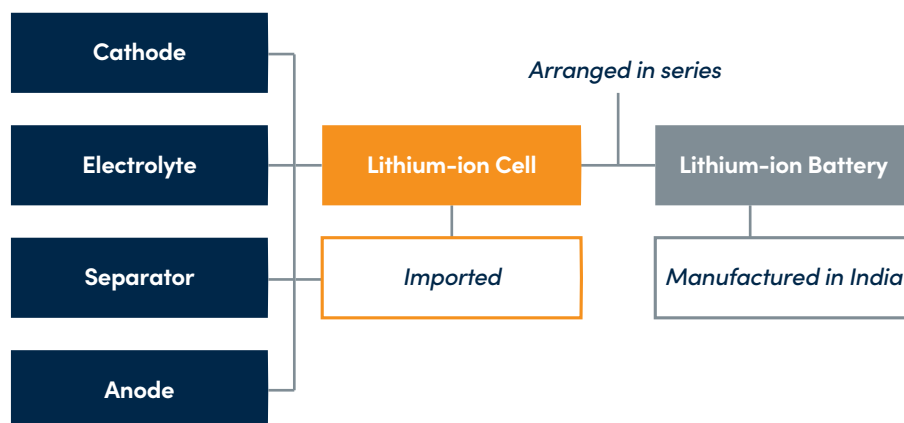 Cathode
Arranged in series
Electrolyte
Lithium-ion Cell
Lithium-ion Battery
Separator
Imported
Manufactured in India
Anode